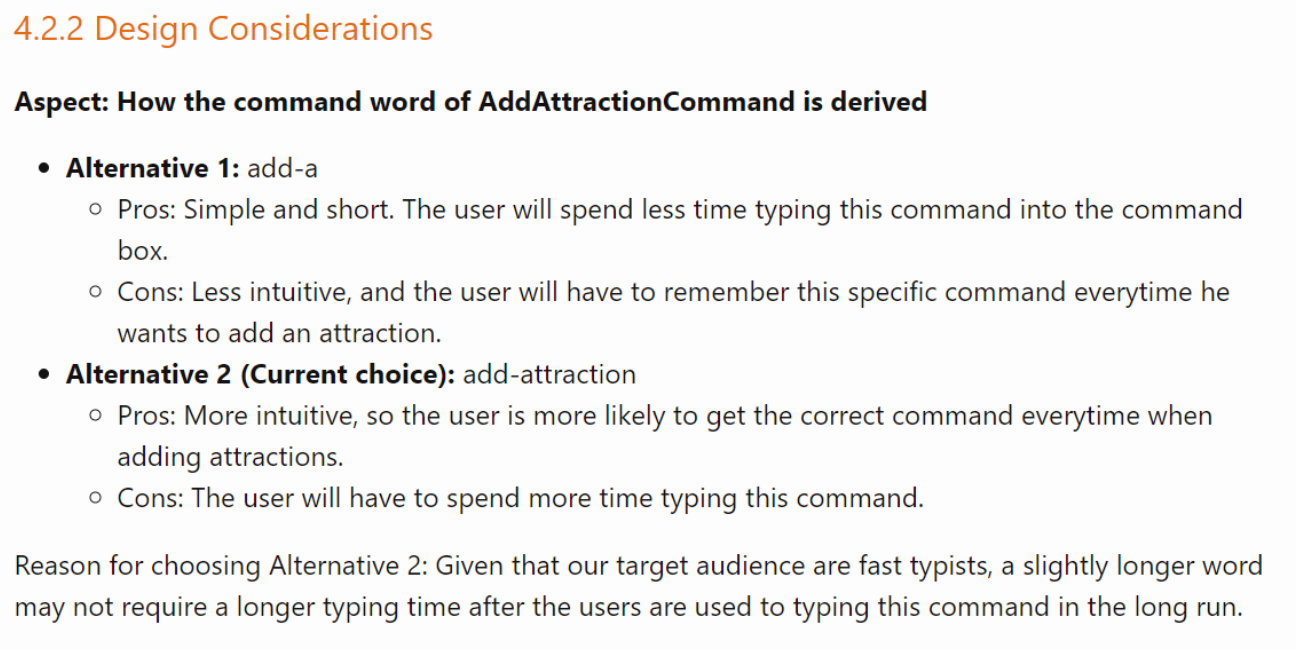 4.2.2 Design Considerations
Aspect: How the command word of AddAttractionCommand is derived
• Alternative 1: add-a
○ Pros: Simple and short. The user will spend less time typing this command into the command
box.
○ Cons: Less intuitive, and the user will have to remember this specific command everytime he
wants to add an attraction.
• Alternative 2 (Current choice): add-attraction
○ Pros: More intuitive, so the user is more likely to get the correct command everytime when
adding attractions.
○ Cons: The user will have to spend more time typing this command.
Reason for choosing Alternative 2: Given that our target audience are fast typists, a slightly longer word
may not require a longer typing time after the users are used to typing this command in the long run.